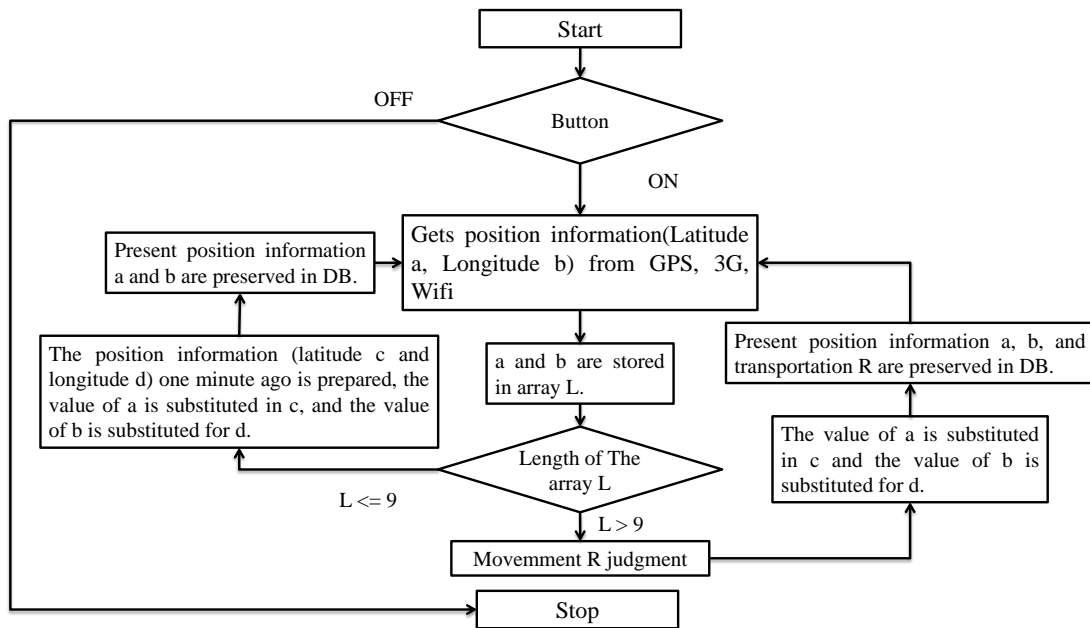 Start
OFF
Button
ON
Gets position information(Latitude
a, Longitude b) from GPS, 3G,
Wifi
Present position information
a and b are preserved in DB.
The position information (latitude c and
longitude d) one minute ago is prepared, the
value of a is substituted in c, and the value
of b is substituted for d.
a and b are stored
in array L.
Present position information a, b, and
transportation R are preserved in DB.
The value of a is substituted
in c and the value of b is
substituted for d.
Length of The
array L
L <= 9
L > 9
Movemment R judgment
Stop